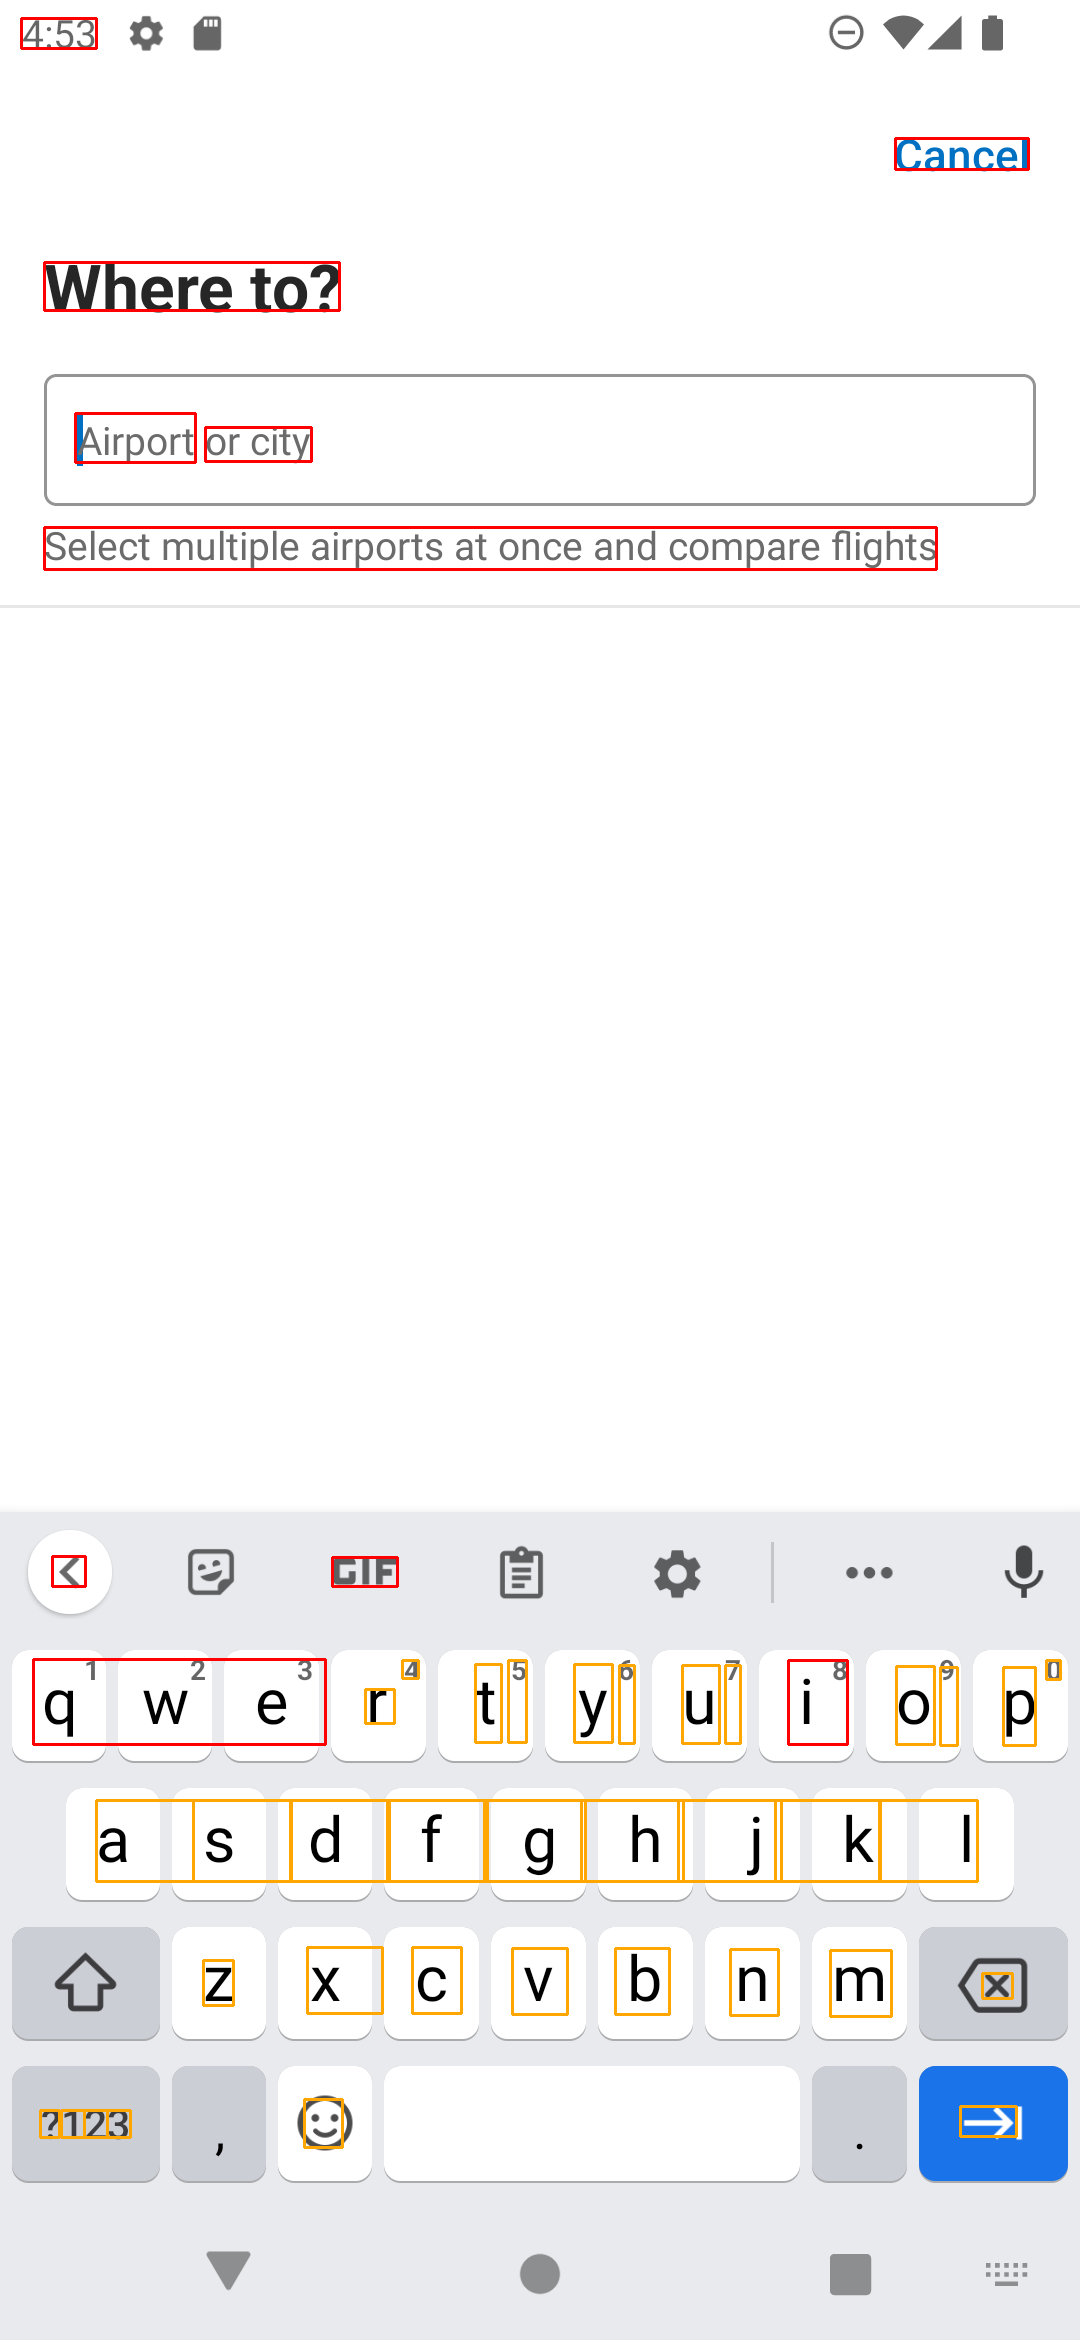 4:53
Cancel
Where to?
Airport or city
Select multiple airports at once and compare flights
GIF
q 1 w 2 e 3 r 4 t 5 y 6 u 7 i 8 o 9 p 0
a s d f g h j k l
z x c v b n m
?123 , .